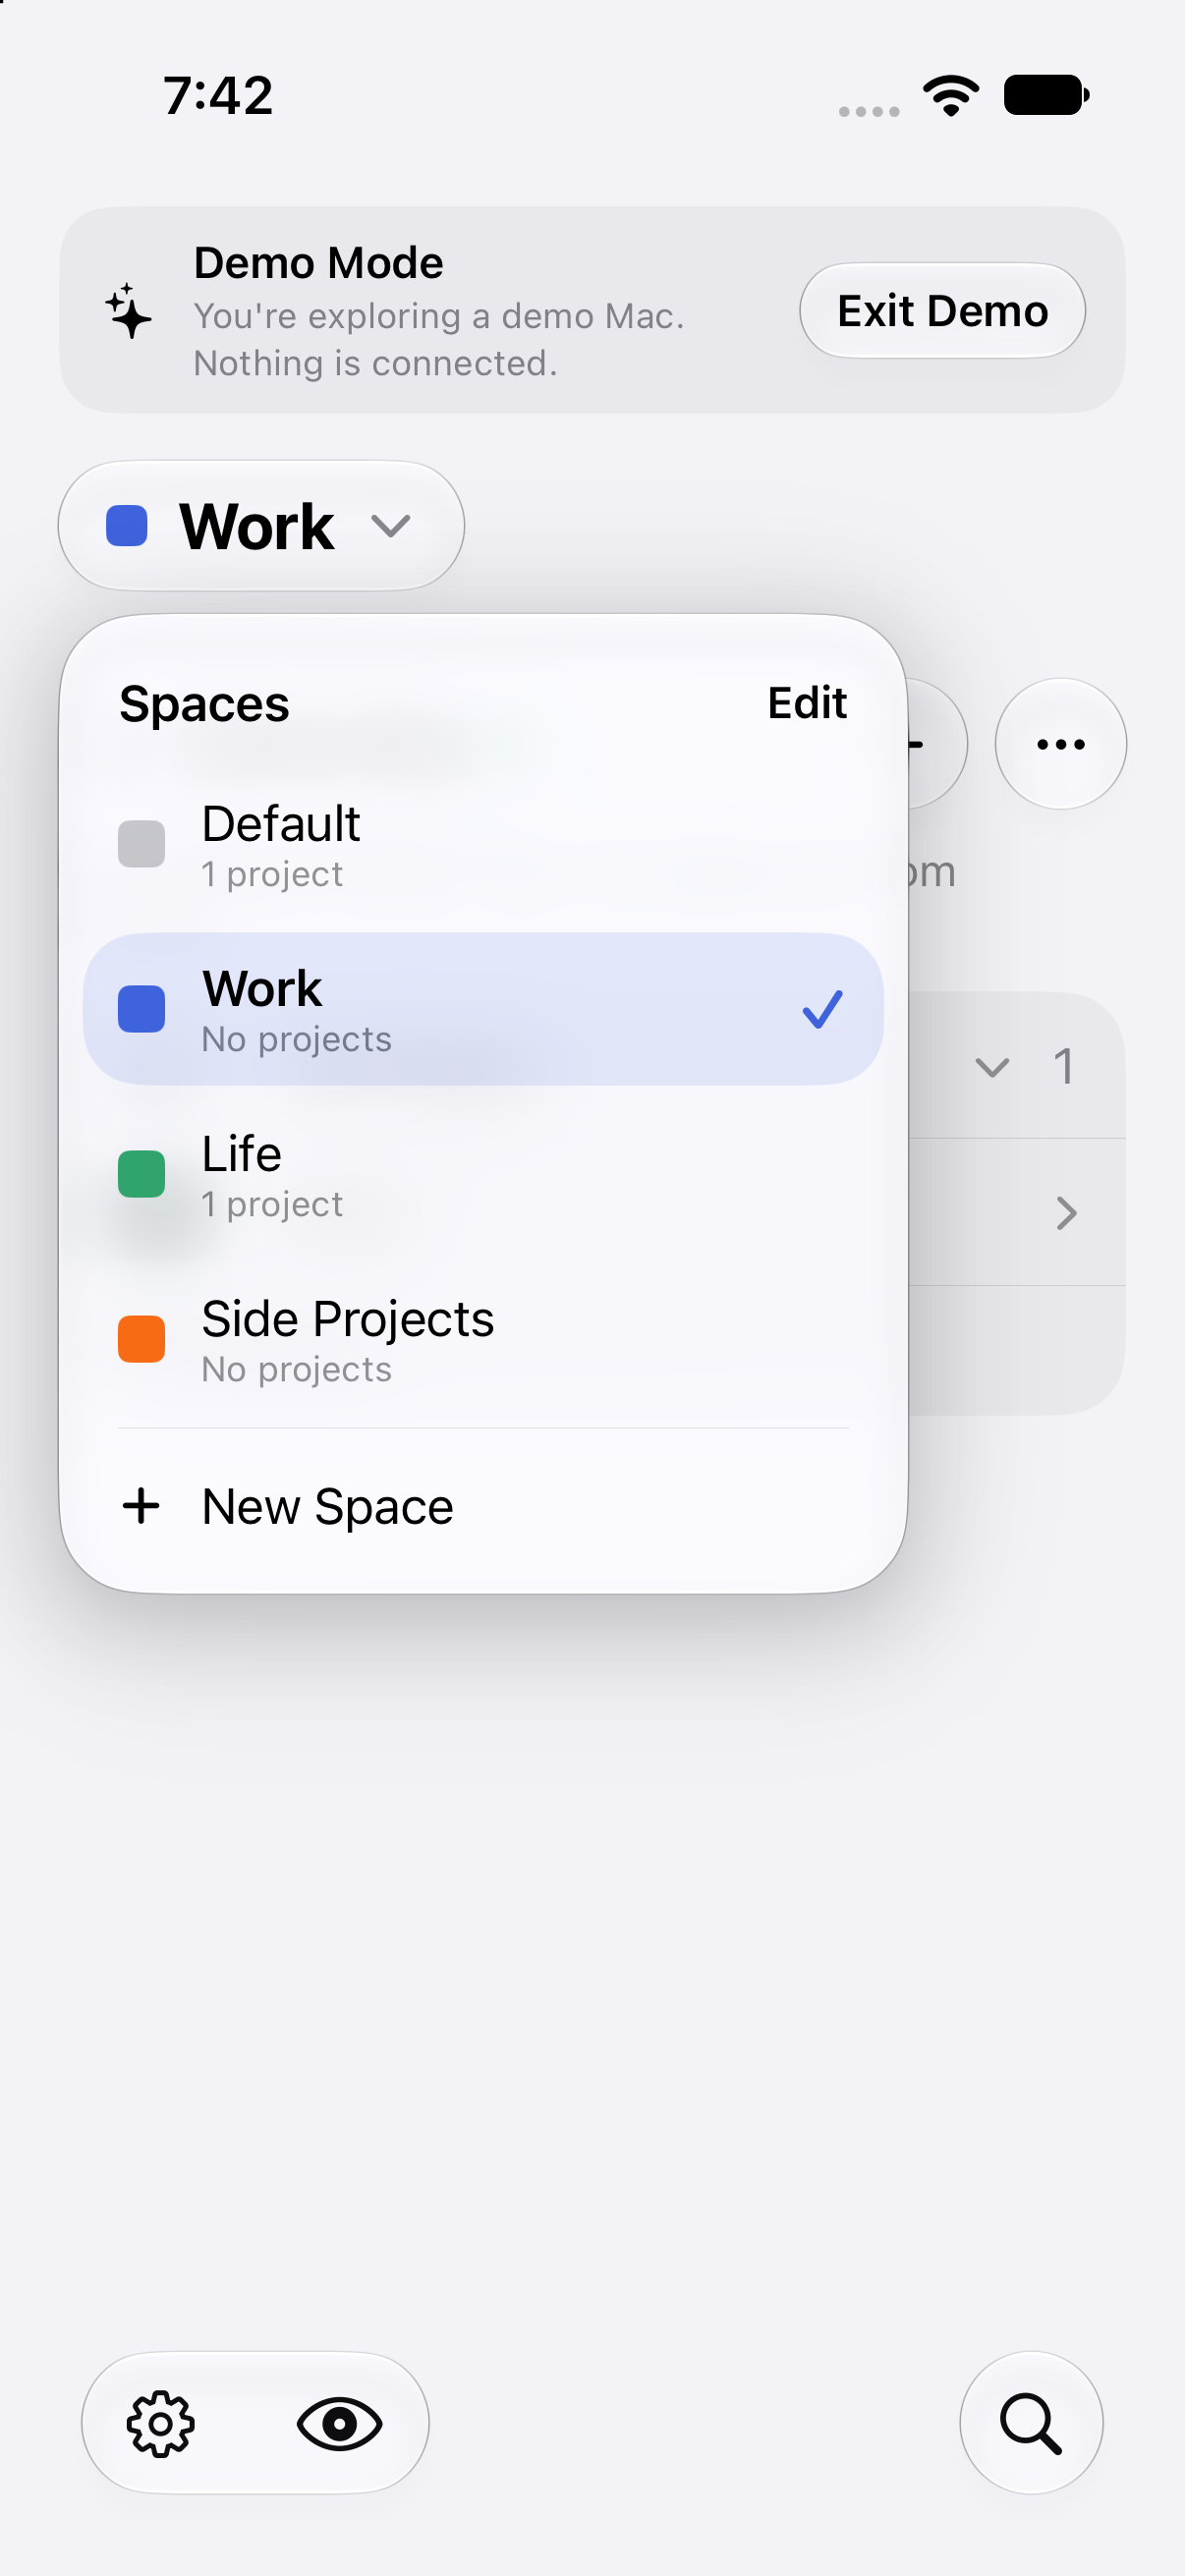 7:42
Demo Mode
You're exploring a demo Mac.
Nothing is connected.
Exit Demo
Work
Spaces
Edit
Default
1 project
Work
No projects
1
Life
1 project
Side Projects
No projects
New Space